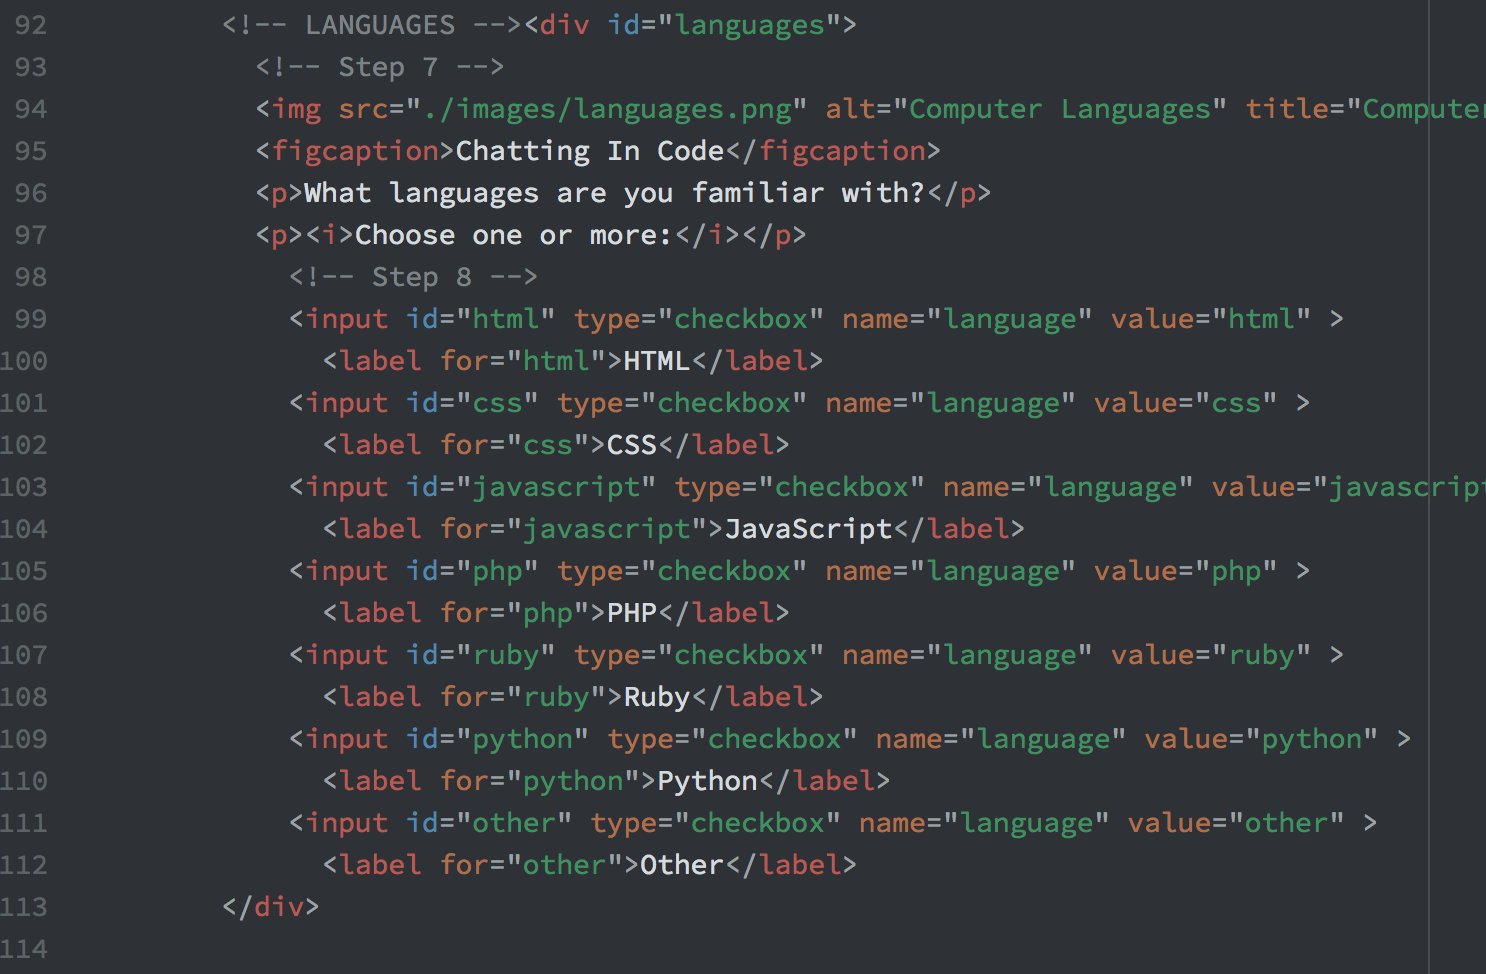 92 <!-- LANGUAGES --><div id="languages">
93 <!-- Step 7 -->
94 <img src="./images/languages.png" alt="Computer Languages" title="Computer
95 <figcaption>Chatting In Code</figcaption>
96 <p>What languages are you familiar with?</p>
97 <p><i>Choose one or more:</i></p>
98 <!-- Step 8 -->
99 <input id="html" type="checkbox" name="language" value="html" >
100 <label for="html">HTML</label>
101 <input id="css" type="checkbox" name="language" value="css" >
102 <label for="css">CSS</label>
103 <input id="javascript" type="checkbox" name="language" value="javascript
104 <label for="javascript">JavaScript</label>
105 <input id="php" type="checkbox" name="language" value="php" >
106 <label for="php">PHP</label>
107 <input id="ruby" type="checkbox" name="language" value="ruby" >
108 <label for="ruby">Ruby</label>
109 <input id="python" type="checkbox" name="language" value="python" >
110 <label for="python">Python</label>
111 <input id="other" type="checkbox" name="language" value="other" >
112 <label for="other">Other</label>
113 </div>
114